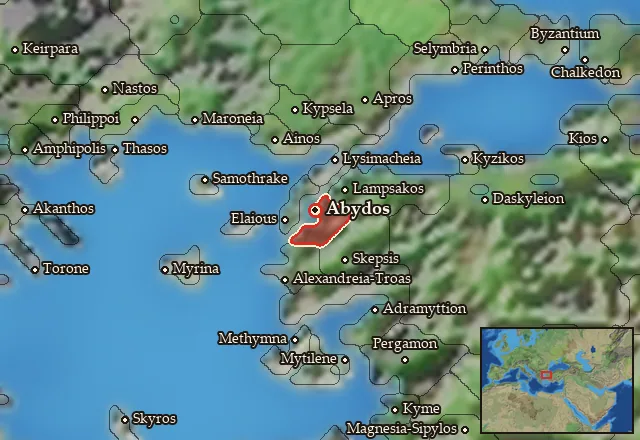 Byzantium
Keirpara
Selymbria
Perinthos
Chalkedon
Nastos
Apros
Kypsela
Philippoi
Maroneia
Ainos
Kios
Amphipolis
Thasos
Lysimacheia
Kyzikos
Samothrake
Lampsakos
Daskyleion
Akanthos
Abydos
Elaious
Skepsis
Torone
Myrina
Alexandreia-Troas
Adramyttion
Methymna
Pergamon
Mytilene
Kyme
Skyros
Magnesia-Sipylos